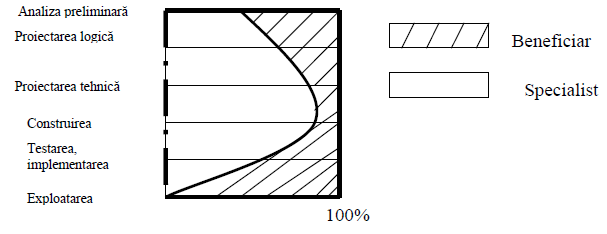 Analiza preliminară
Proiectarea logică
Proiectarea tehnică
Construirea
Testarea,
implementarea
Exploatarea
100%
Beneficiar
Specialist